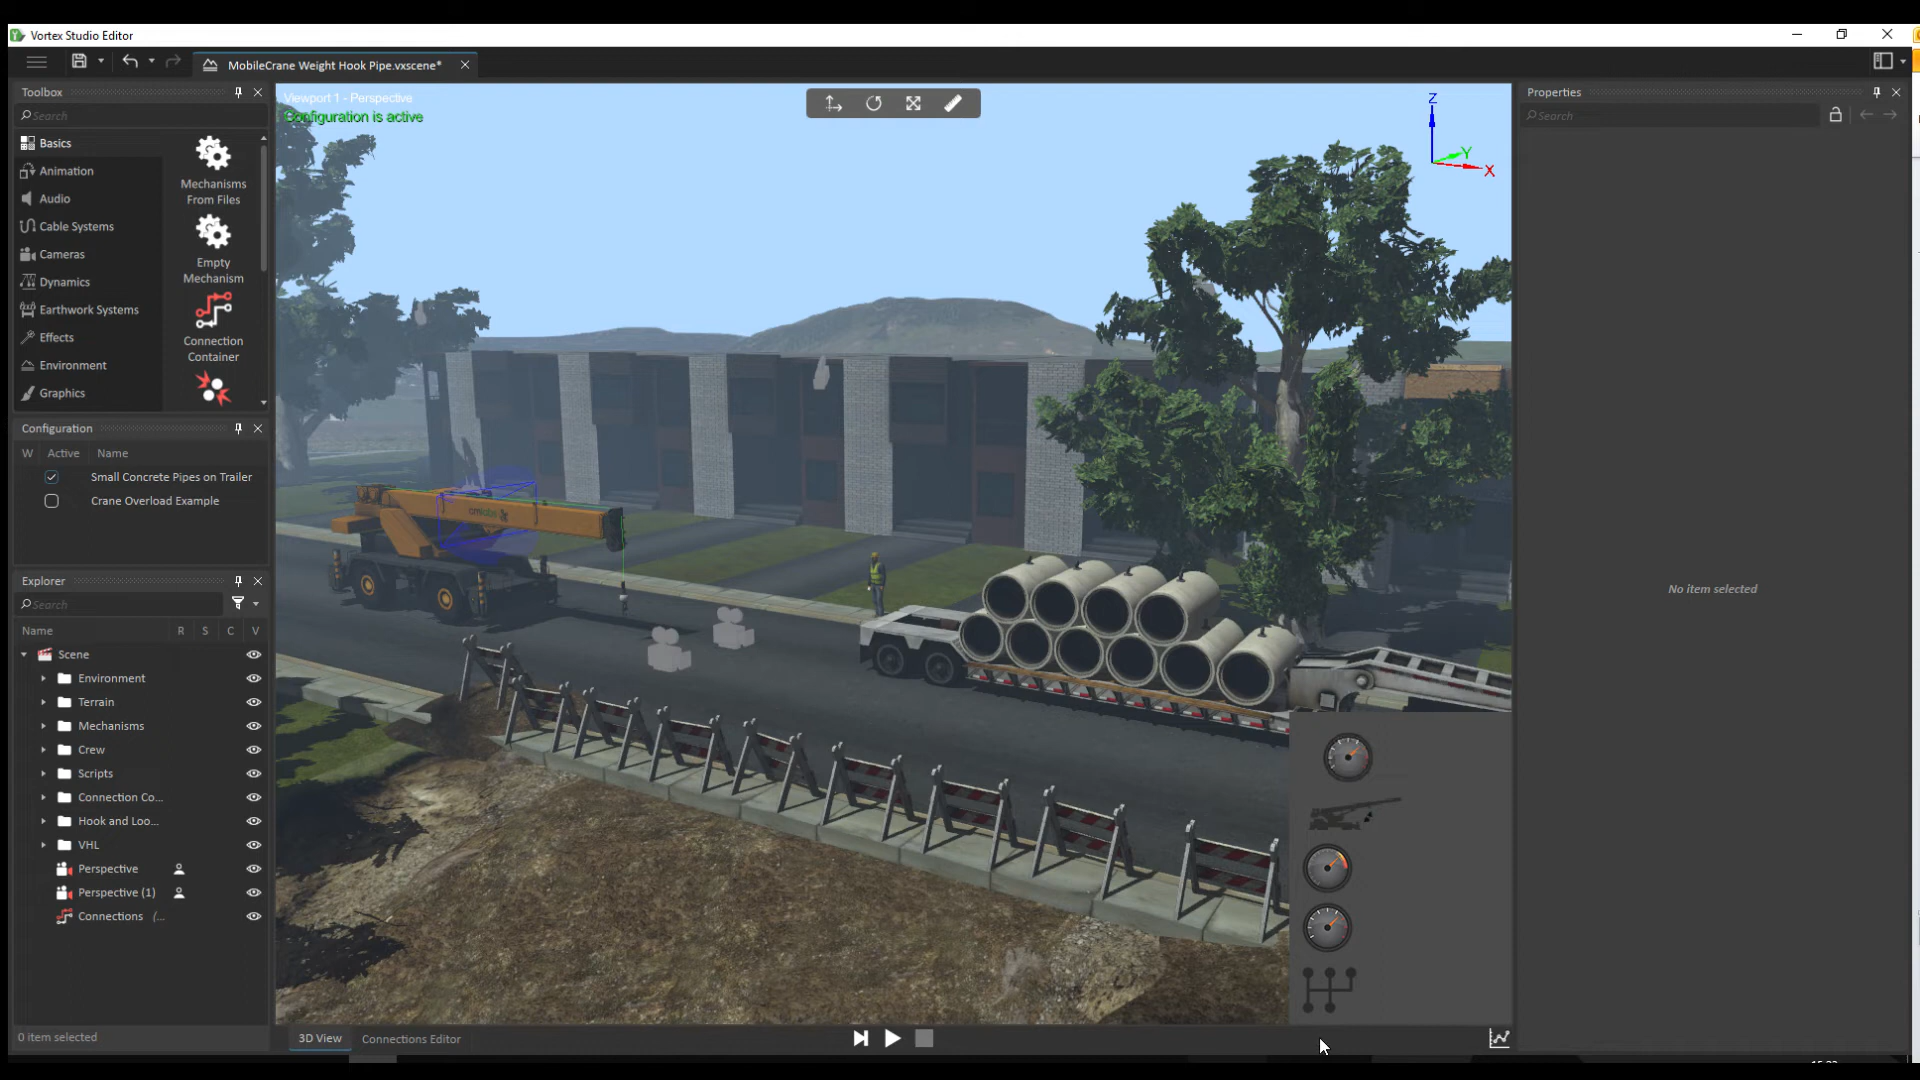 Vortex Studio Editor
MobileCrane Weight Hook Pipe.vxscene*
Toolbox
Search
Basics
Animation
Audio
Cable Systems
Cameras
Dynamics
Earthwork Systems
Effects
Environment
Graphics
Mechanisms
From Files
Empty
Mechanism
Connection
Container
Configuration
W Active Name
Small Concrete Pipes on Trailer
Crane Overload Example
Explorer
Search
Name R S C V
Scene
Environment
Terrain
Mechanisms
Crew
Scripts
Connection Co...
Hook and Loo...
VHL
Perspective
Perspective (1)
Connections (...
0 item selected
Viewport 1 - Perspective
Configuration is active
Z
Y
X
cmlabs
3D View
Connections Editor
Properties
Search
No item selected